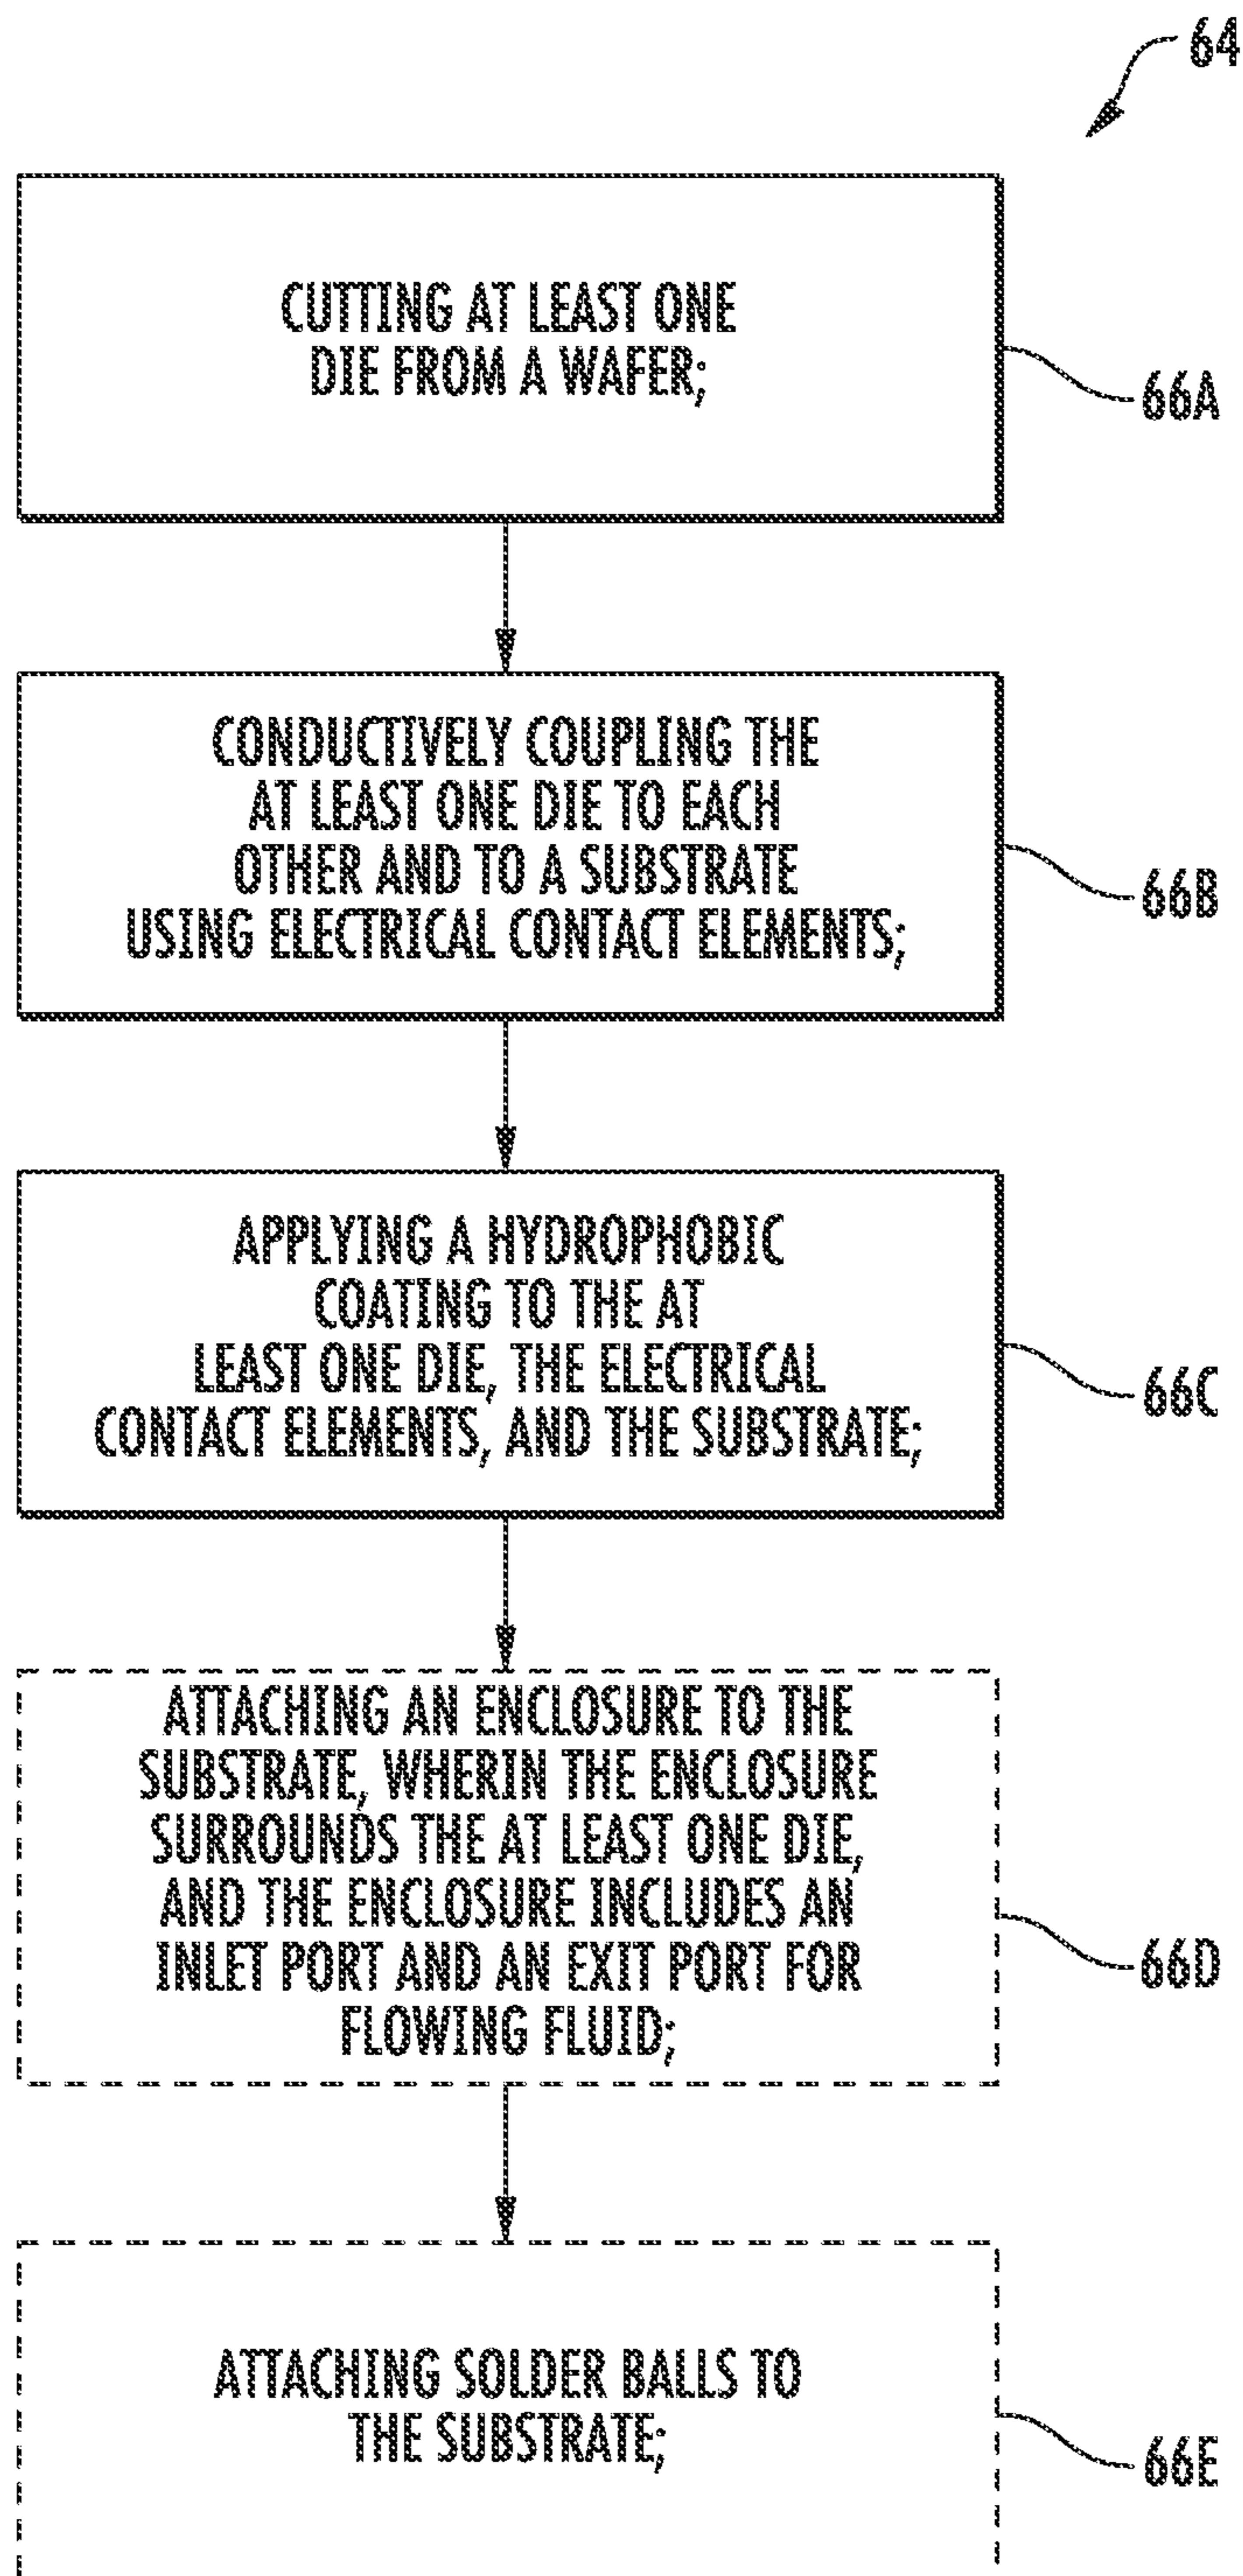 64
CUTTING AT LEAST ONE
DIE FROM A WAFER;
66A
CONDUCTIVELY COUPLING THE
AT LEAST ONE DIE TO EACH
OTHER AND TO A SUBSTRATE
USING ELECTRICAL CONTACT ELEMENTS;
66B
APPLYING A HYDROPHOBIC
COATING TO THE AT
LEAST ONE DIE, THE ELECTRICAL
CONTACT ELEMENTS, AND THE SUBSTRATE;
66C
ATTACHING AN ENCLOSURE TO THE
SUBSTRATE, WHERIN THE ENCLOSURE
SURROUNDS THE AT LEAST ONE DIE,
AND THE ENCLOSURE INCLUDES AN
INLET PORT AND AN EXIT PORT FOR
FLOWING FLUID;
66D
ATTACHING SOLDER BALLS TO
THE SUBSTRATE;
66E